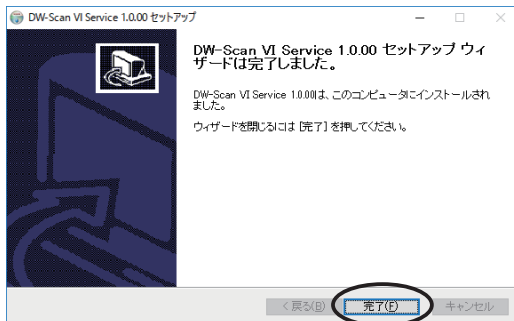 DW-Scan VI Service 1.0.00 セットアップ
DW-Scan VI Service 1.0.00 セットアップ ウィ
ザードは完了しました。
DW-Scan VI Service 1.0.00は、このコンピュータにインストールされ
ました。
ウィザードを閉じるには [完了] を押してください。
< 戻る(B)
完了(F)
キャンセル